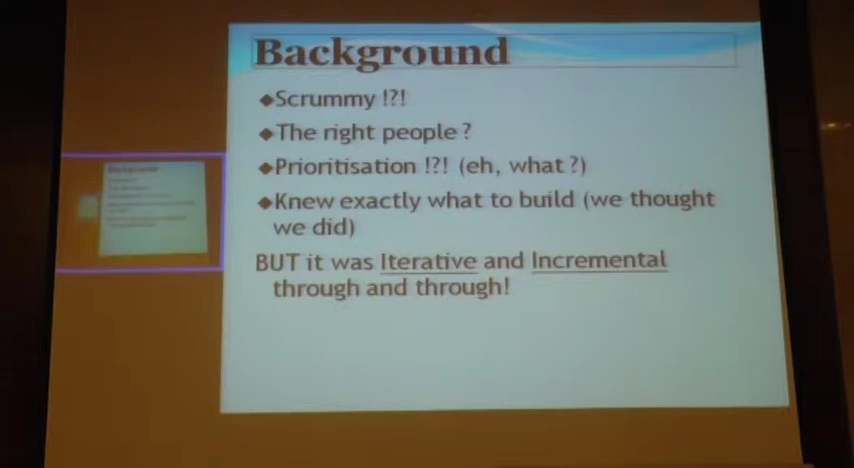 Background
◆Scrummy !?!
◆The right people?
◆Prioritisation !?! (eh, what?)
◆Knew exactly what to build (we thought
we did)
BUT it was Iterative and Incremental
through and through!